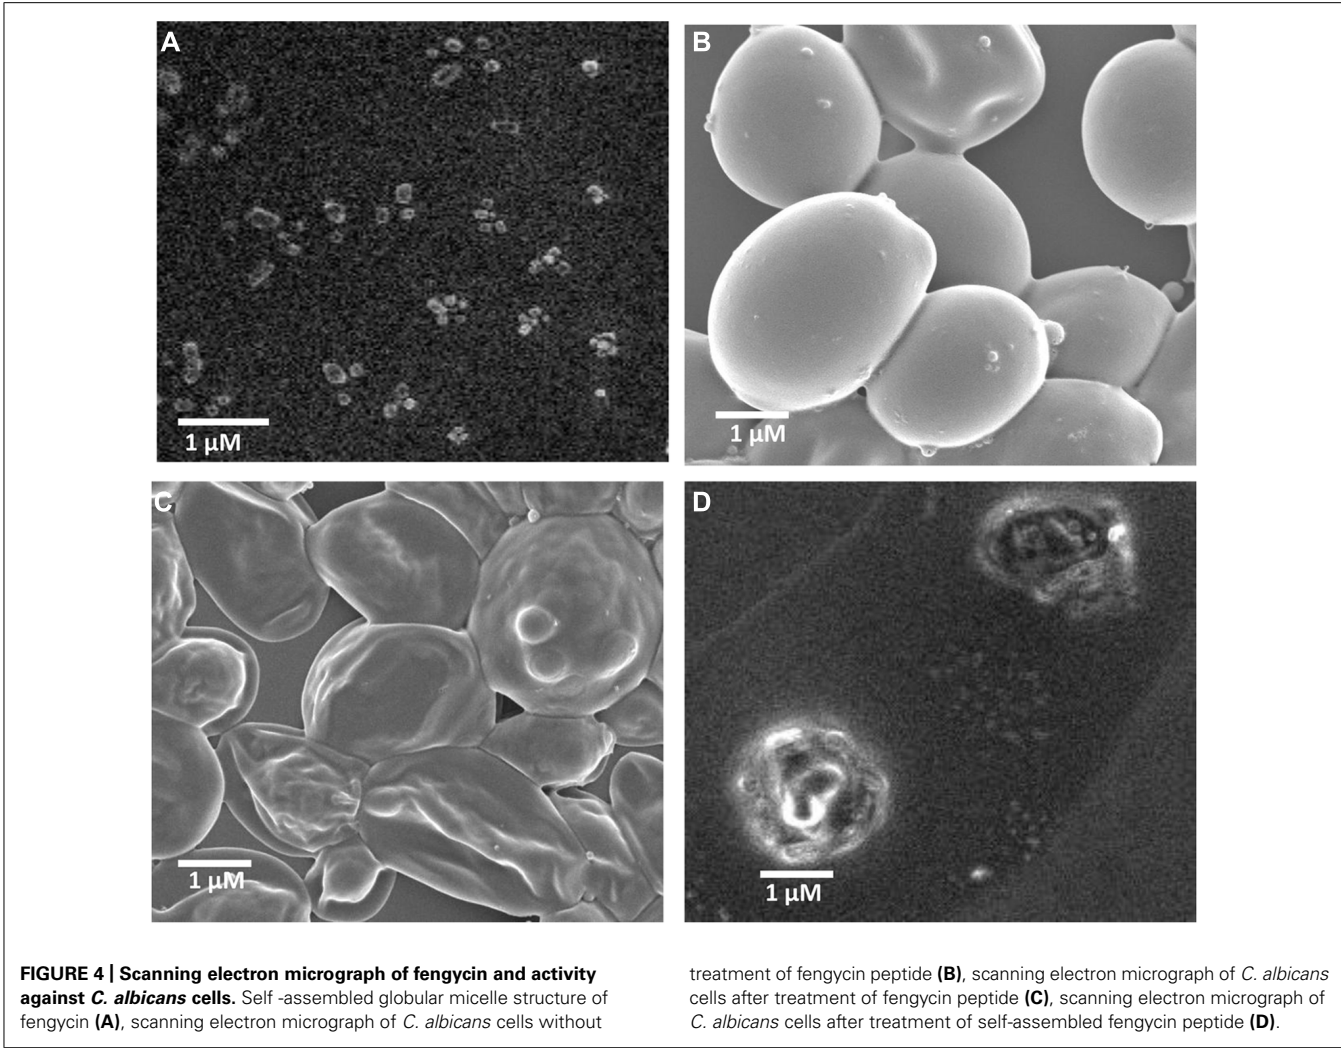 A
B
1 µM
1 µM
C
D
1 µM
1 µM
FIGURE 4 | Scanning electron micrograph of fengycin and activity
against C. albicans cells. Self -assembled globular micelle structure of
fengycin (A), scanning electron micrograph of C. albicans cells without
treatment of fengycin peptide (B), scanning electron micrograph of C. albicans
cells after treatment of fengycin peptide (C), scanning electron micrograph of
C. albicans cells after treatment of self-assembled fengycin peptide (D).